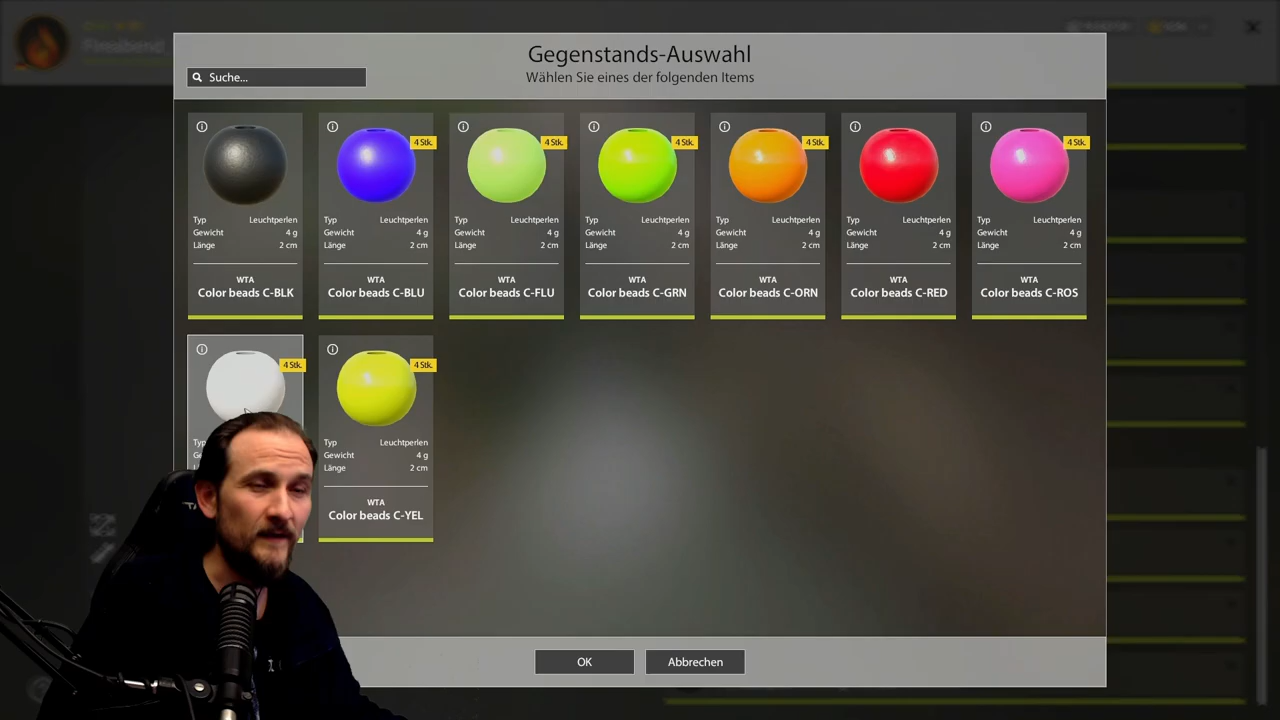 Fireabend
Gegenstands-Auswahl
Suche...
Wählen Sie eines der folgenden Items
4 Stk.
4 Stk.
4 Stk.
4 Stk.
4 Stk.
Typ Leuchtperlen
Gewicht 4 g
Länge 2 cm
WTA
Color beads C-BLK
Typ Leuchtperlen
Gewicht 4 g
Länge 2 cm
WTA
Color beads C-BLU
Typ Leuchtperlen
Gewicht 4 g
Länge 2 cm
WTA
Color beads C-FLU
Typ Leuchtperlen
Gewicht 4 g
Länge 2 cm
WTA
Color beads C-GRN
Typ Leuchtperlen
Gewicht 4 g
Länge 2 cm
WTA
Color beads C-ORN
Typ Leuchtperlen
Gewicht 4 g
Länge 2 cm
WTA
Color beads C-RED
Typ Leuchtperlen
Gewicht 4 g
Länge 2 cm
WTA
Color beads C-ROS
4 Stk.
4 Stk.
Typ Leuchtperlen
Gewicht 4 g
Länge 2 cm
WTA
Color beads C-YEL
OK
Abbrechen